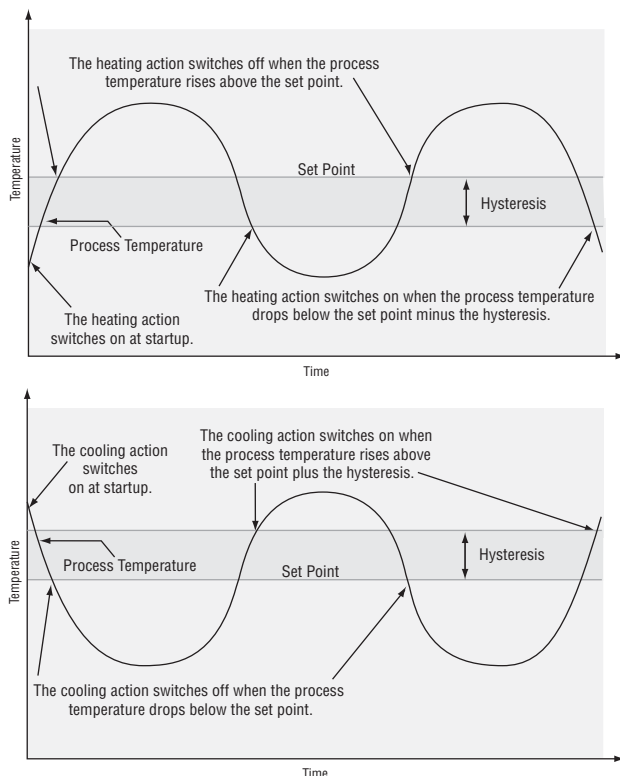 Temperature
The heating action switches off when the process
temperature rises above the set point.
Set Point
Hysteresis
Process Temperature
The heating action switches on when the process temperature
drops below the set point minus the hysteresis.
The heating action
switches on at startup.
Time
Temperature
The cooling action
switches
on at startup.
The cooling action switches on when
the process temperature rises above
the set point plus the hysteresis.
Process Temperature
Set Point
Hysteresis
The cooling action switches off when the process
temperature drops below the set point.
Time